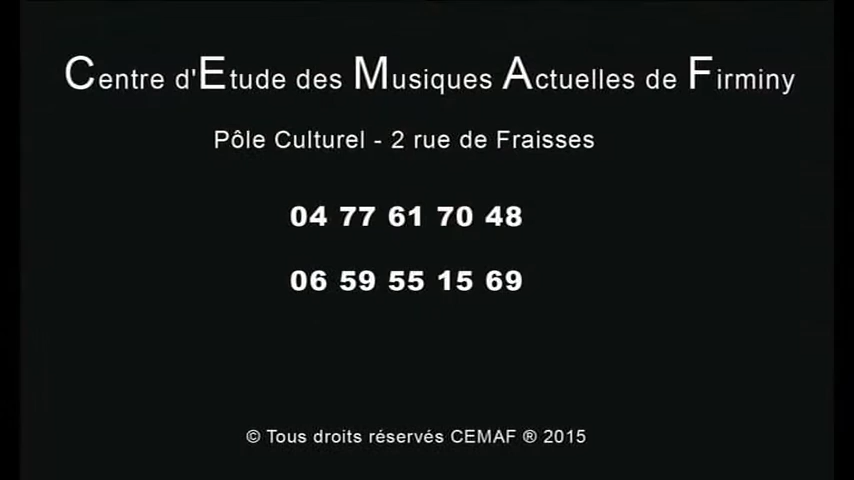 Centre d'Etude des Musiques Actuelles de Firminy
Pôle Culturel - 2 rue de Fraisses
04 77 61 70 48
06 59 55 15 69
© Tous droits réservés CEMAF ® 2015